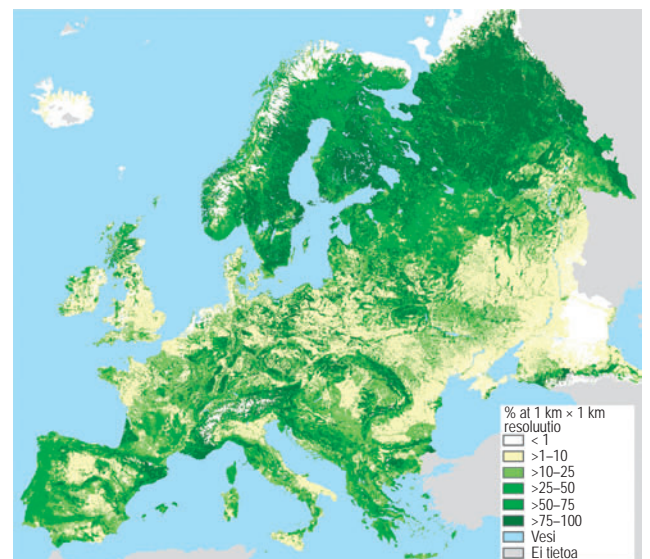 % at 1 km × 1 km
resoluutio
< 1
>1–10
>10–25
>25–50
>50–75
>75–100
Vesi
Ei tietoa